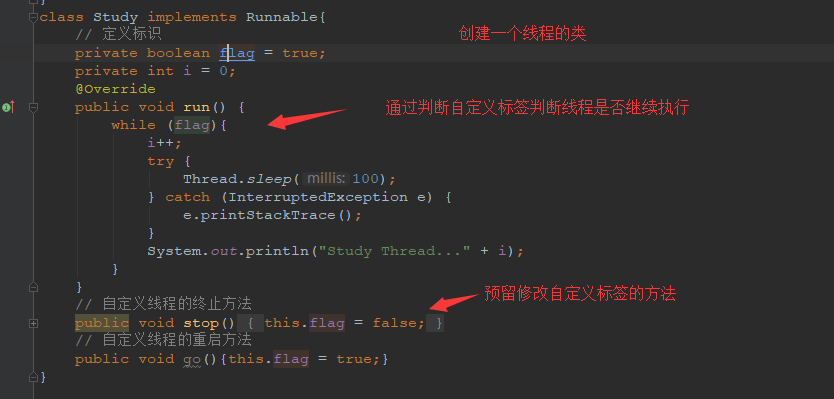 class Study implements Runnable{
// 定义标识
创建一个线程的类
private boolean flag = true;
private int i = 0;
@Override
public void run() {
通过判断自定义标签判断线程是否继续执行
while (flag){
i++;
try {
Thread.sleep( millis: 100);
} catch (InterruptedException e) {
e.printStackTrace();
}
System.out.println("Study Thread..." + i);
}
}
// 自定义线程的终止方法
预留修改自定义标签的方法
public void stop() { this.flag = false; }
// 自定义线程的重启方法
public void go(){this.flag = true;}
}